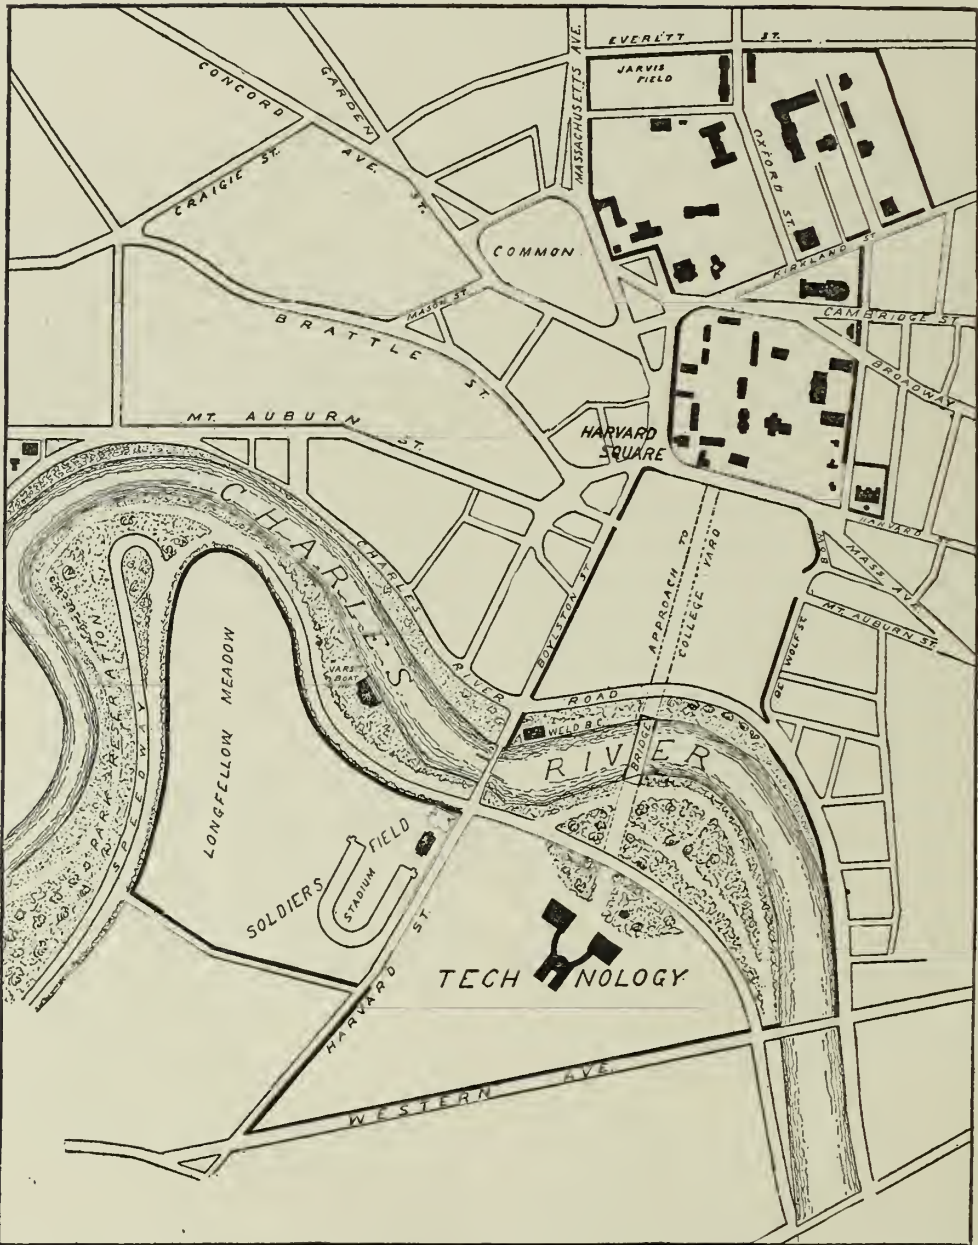 EVERETT ST.
MASSACHUSETTS AVE.
JARVIS
FIELD
CONCORD
AVE.
GARDEN
ST.
CRAIGIE ST.
OXFORD ST.
COMMON
KIRKLAND ST.
MASON ST.
CAMBRIDGE ST.
BRATTLE
ST.
BROADWAY
MT. AUBURN
ST.
HARVARD
SQUARE
HARVARD
MASS. AVE.
MT. AUBURN ST.
DE WOLF ST.
APPROACH TO
COLLEGE YARD
BOYLSTON ST.
CHARLES
RIVER
CHARLES
RIVER
ROAD
WELD B.C.
BRIDGE
VARS
BOAT
LONGFELLOW MEADOW
PARK RESERVATION
SPEEDWAY
SOLDIERS
FIELD
STADIUM
HARVARD
ST.
TECHNOLOGY
WESTERN AVE.